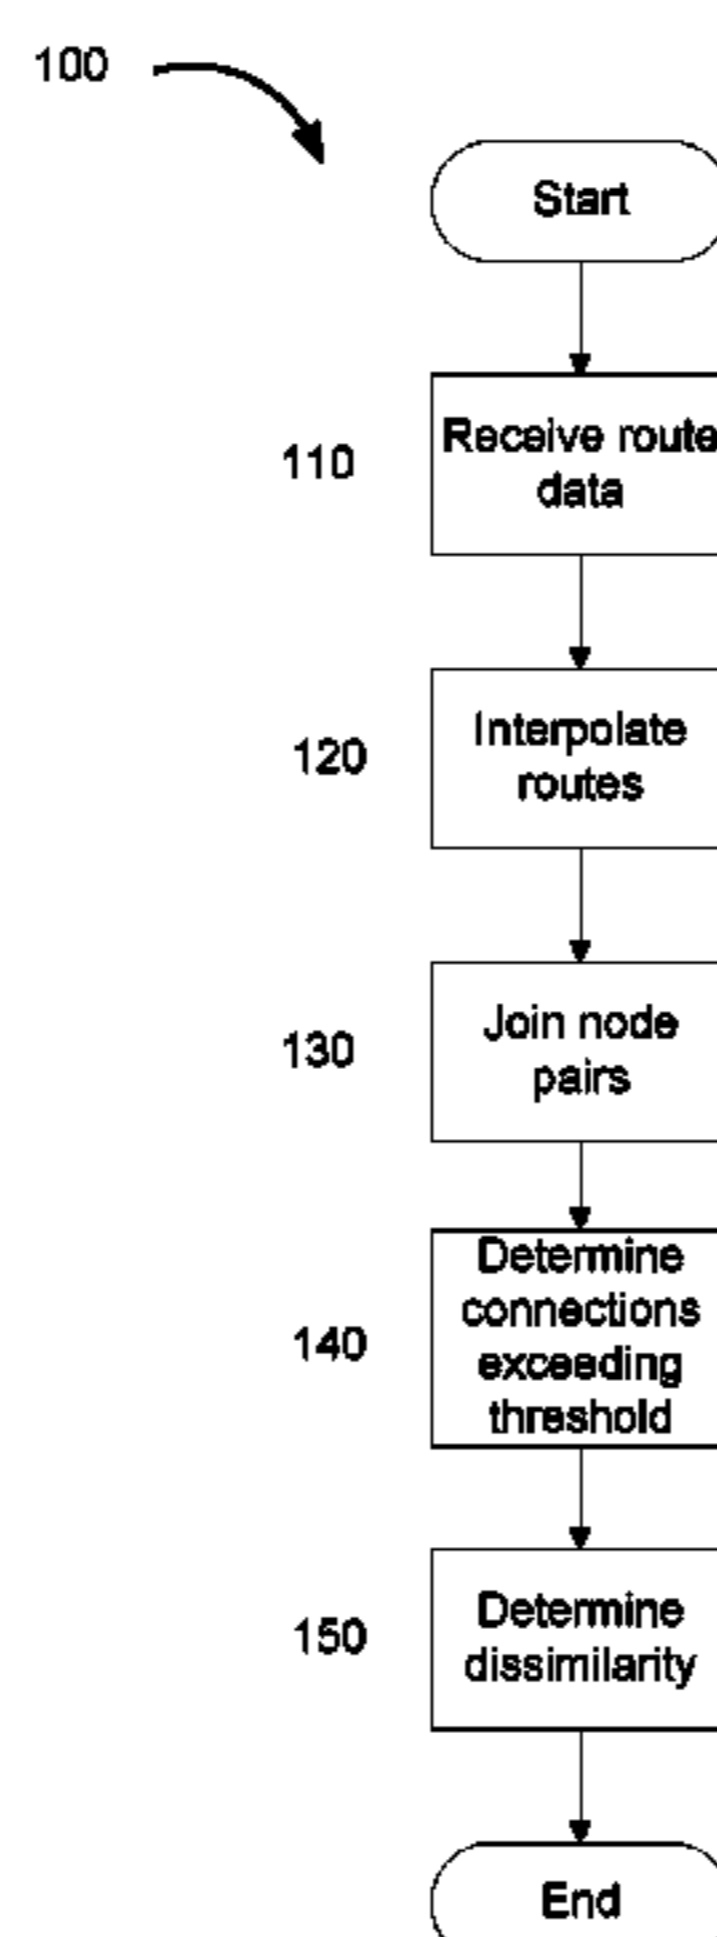 100
Start
110
Receive route
data
120
Interpolate
routes
130
Join node
pairs
140
Determine
connections
exceeding
threshold
150
Determine
dissimilarity
End